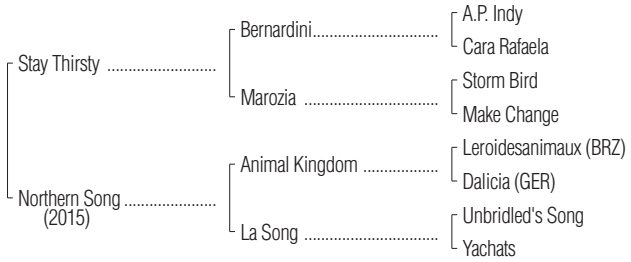 A.P. Indy
Bernardini
Cara Rafaela
Stay Thirsty
Storm Bird
Marozia
Make Change
Leroidesanimaux (BRZ)
Animal Kingdom
Dalicia (GER)
Northern Song
(2015)
Unbridled's Song
La Song
Yachats